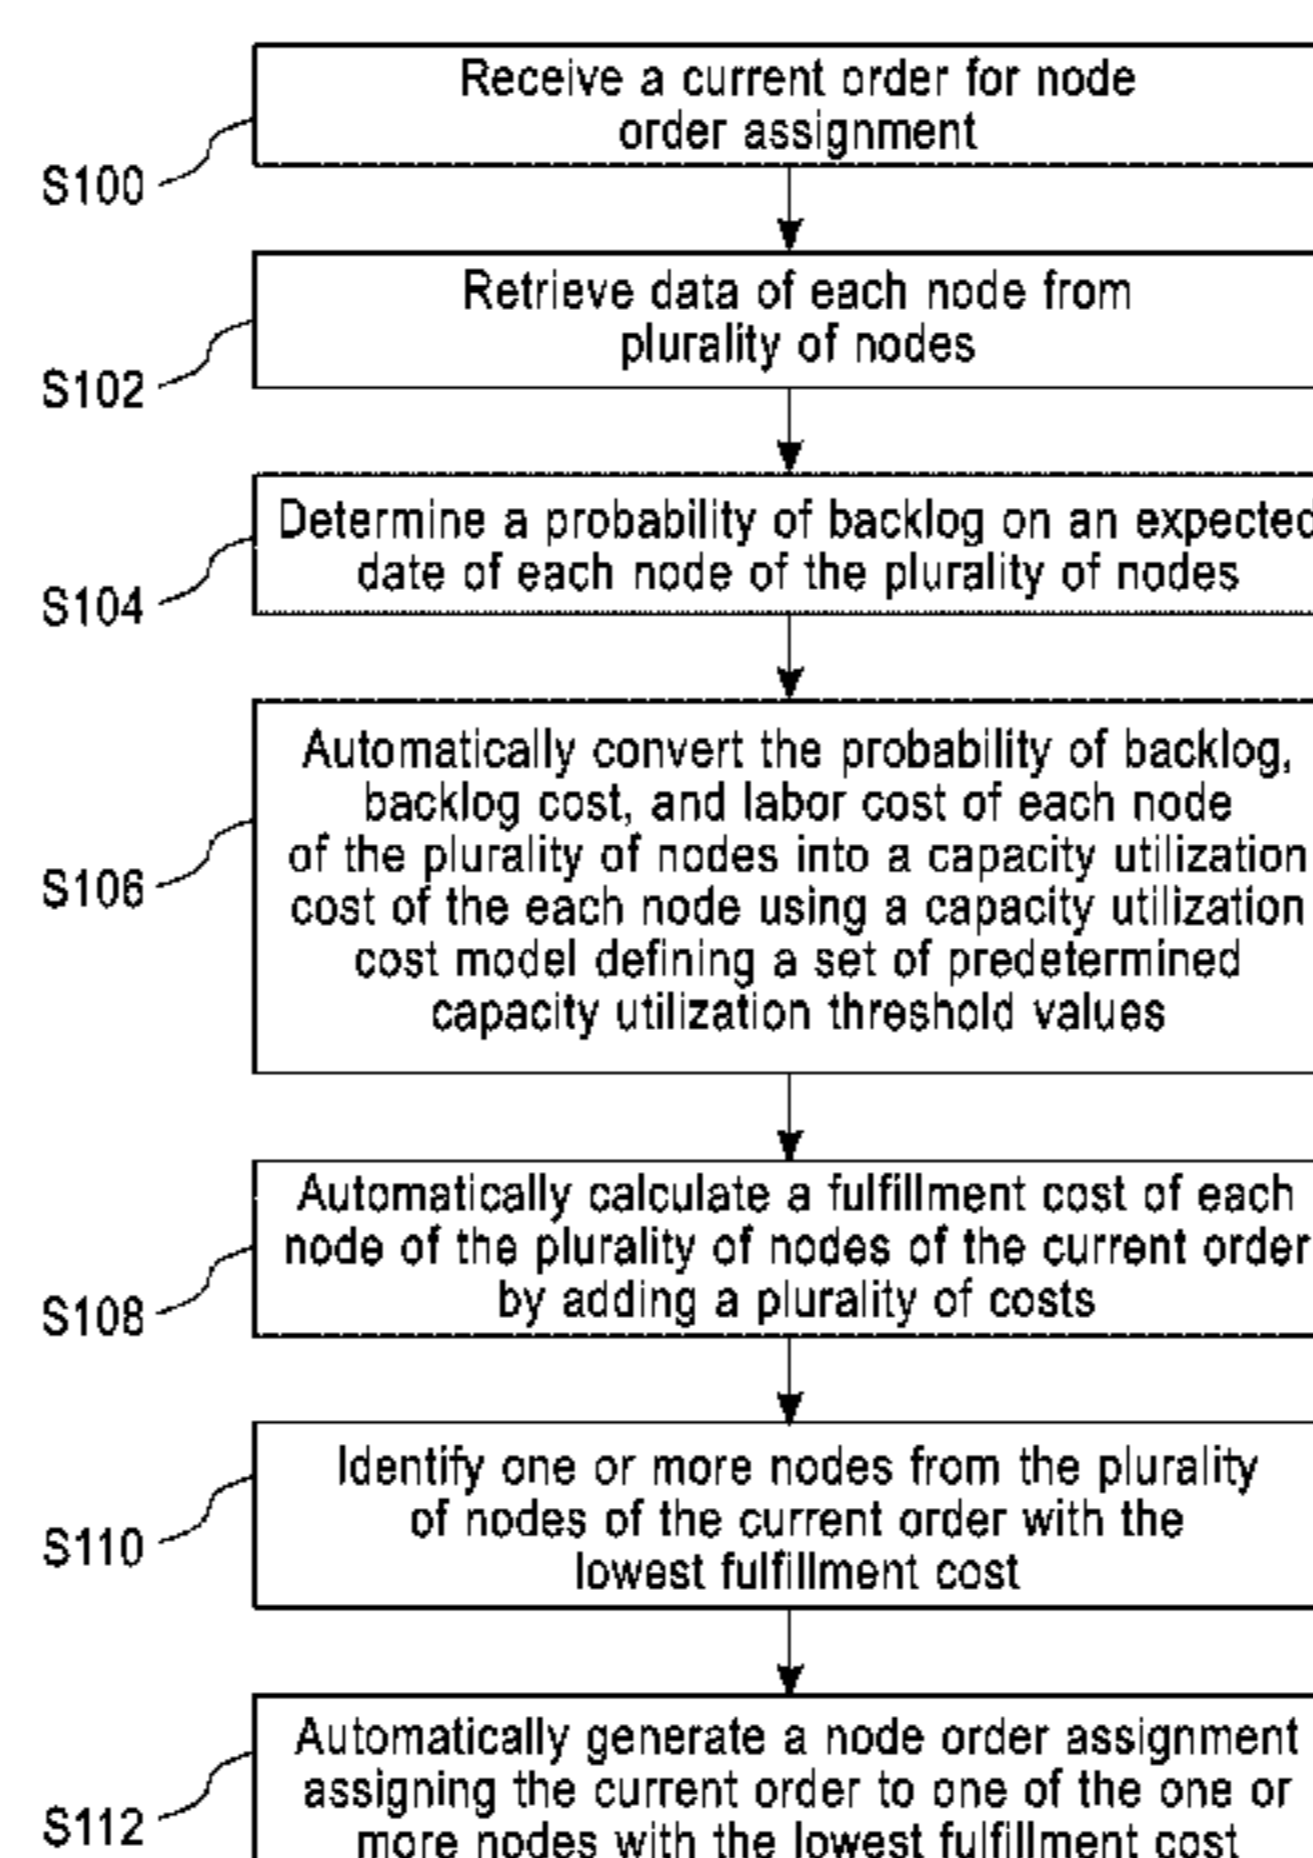 Receive a current order for node
order assignment
S100
Retrieve data of each node from
plurality of nodes
S102
Determine a probability of backlog on an expected
date of each node of the plurality of nodes
S104
Automatically convert the probability of backlog,
backlog cost, and labor cost of each node
of the plurality of nodes into a capacity utilization
cost of the each node using a capacity utilization
cost model defining a set of predetermined
capacity utilization threshold values
S106
Automatically calculate a fulfillment cost of each
node of the plurality of nodes of the current order
by adding a plurality of costs
S108
Identify one or more nodes from the plurality
of nodes of the current order with the
lowest fulfillment cost
S110
Automatically generate a node order assignment
assigning the current order to one of the one or
more nodes with the lowest fulfillment cost
S112